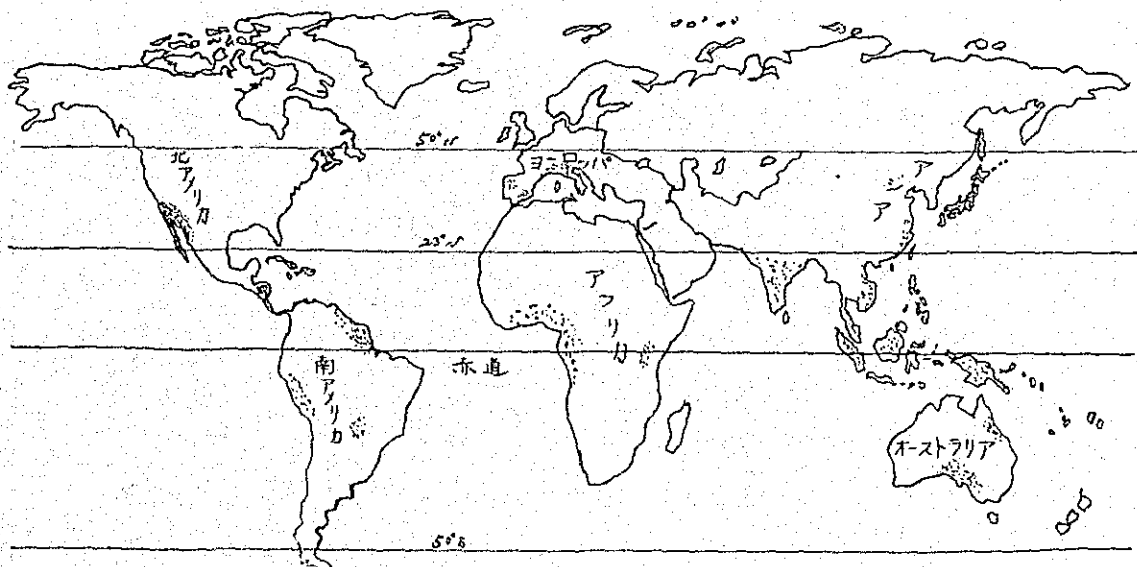 50°N
ヨーロッパ
北アメリカ
アジア
23°N
アフリカ
赤道
南アメリカ
オーストラリア
50°S